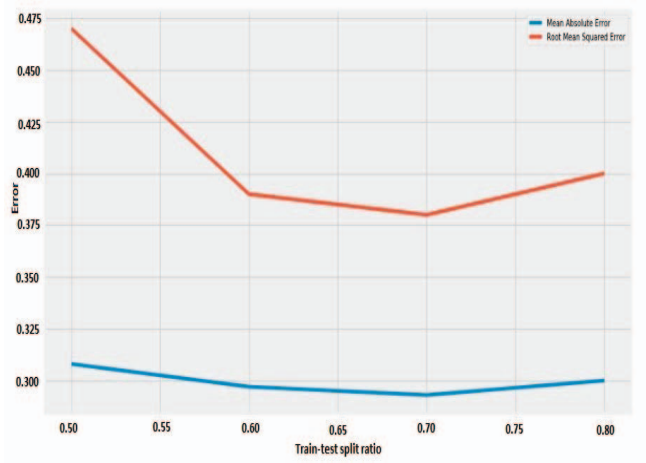 0.475
0.450
0.425
0.400
0.375
0.350
0.325
0.300
Error
Mean Absolute Error
Root Mean Squared Error
0.50 0.55 0.60 0.65 0.70 0.75 0.80
Train-test split ratio